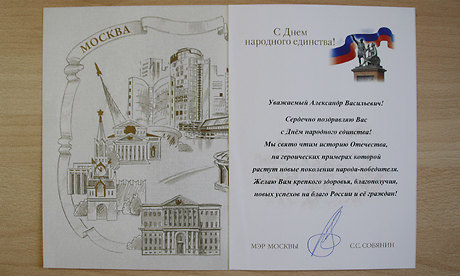 МОСКВА
С Днем
народного единства!
Уважаемый Александр Васильевич!
Сердечно поздравляю Вас
с Днём народного единства!
Мы свято чтим историю Отечества,
на героических примерах которой
растут новые поколения народа-победителя.
Желаю Вам крепкого здоровья, благополучия,
новых успехов на благо России и её граждан!
МЭР МОСКВЫ
С.С. СОБЯНИН